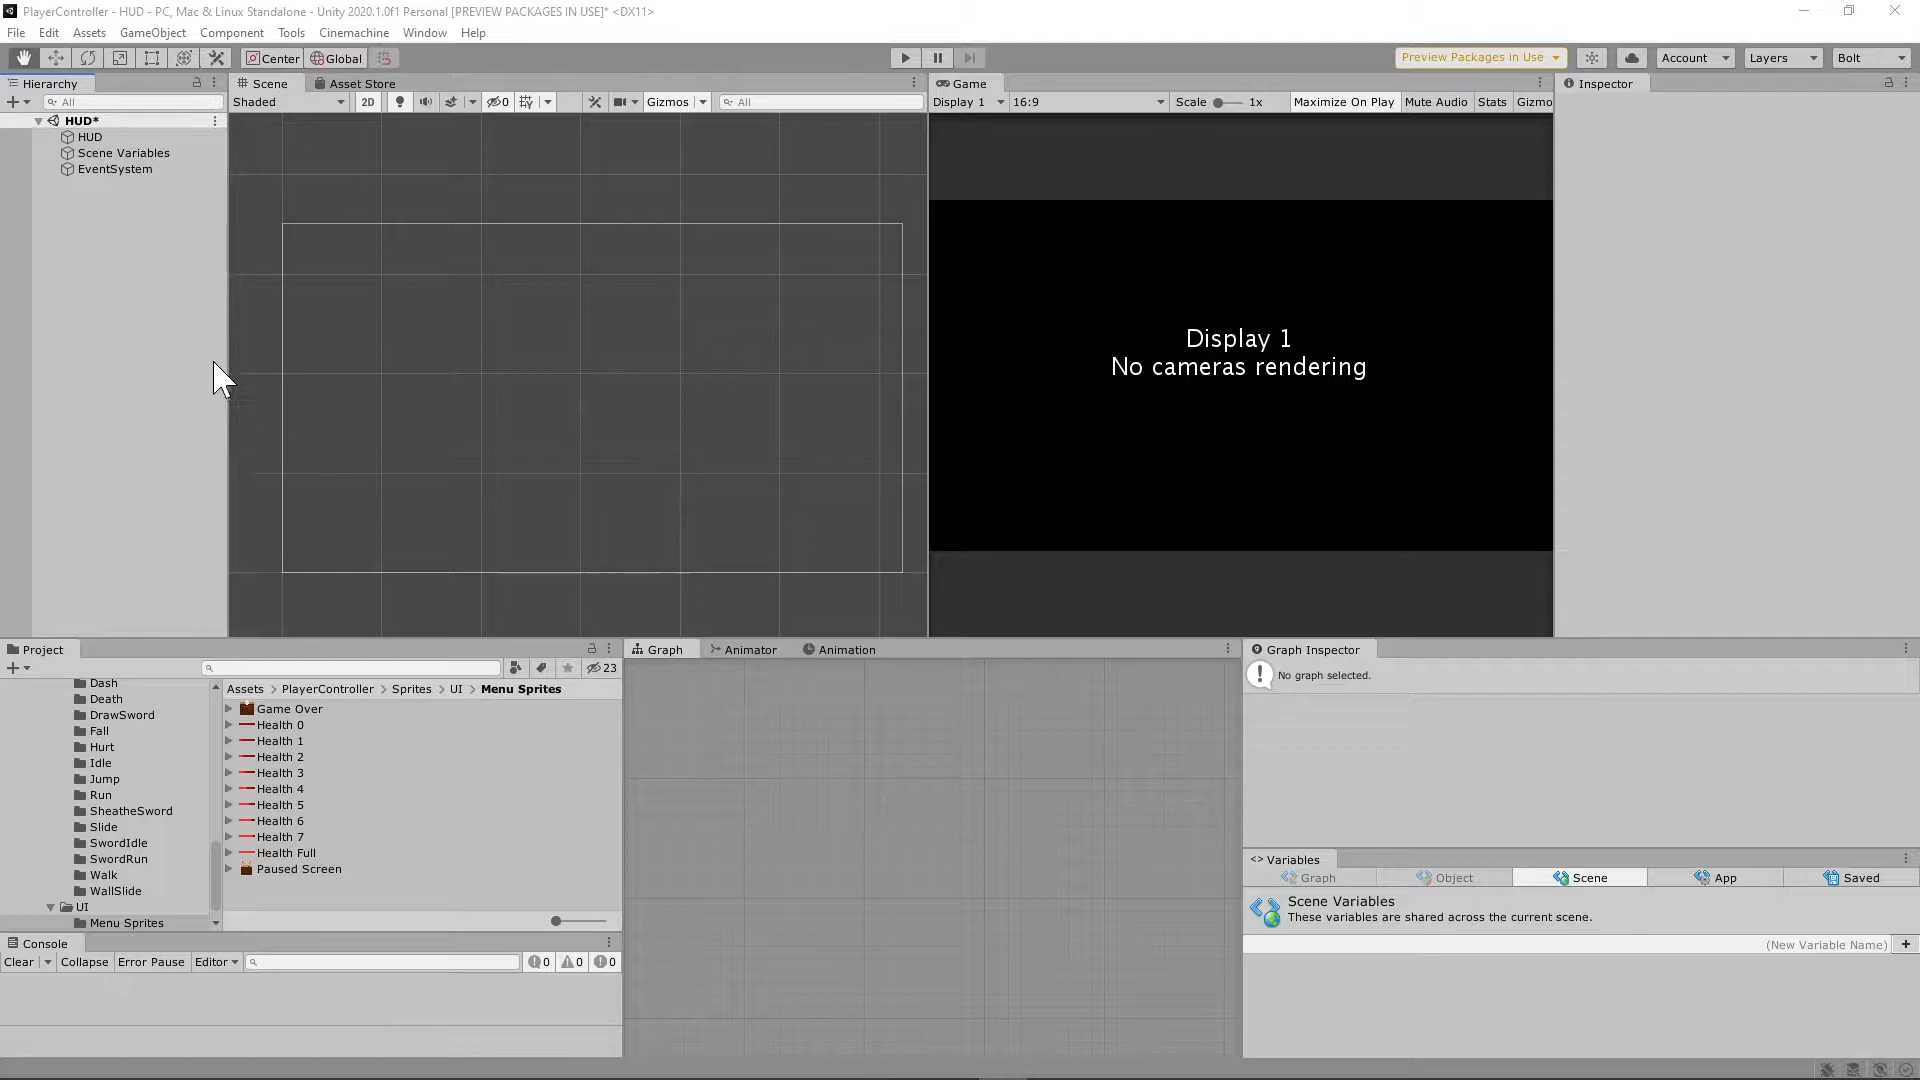 PlayerController - HUD - PC, Mac & Linux Standalone - Unity 2020.1.0f1 Personal [PREVIEW PACKAGES IN USE]* <DX11>
File Edit Assets GameObject Component Tools Cinemachine Window Help
Center Global Preview Packages in Use Account Layers Bolt
Hierarchy
All
HUD*
HUD
Scene Variables
EventSystem
Scene Asset Store
Shaded 2D 0 Gizmos All
Game
Display 1 16:9 Scale 1x Maximize On Play Mute Audio Stats Gizmo
Display 1
No cameras rendering
Inspector
Project
23
Dash
Death
DrawSword
Fall
Hurt
Idle
Jump
Run
SheatheSword
Slide
SwordIdle
SwordRun
Walk
WallSlide
UI
Menu Sprites
Assets > PlayerController > Sprites > UI > Menu Sprites
Game Over
Health 0
Health 1
Health 2
Health 3
Health 4
Health 5
Health 6
Health 7
Health Full
Paused Screen
Console
Clear Collapse Error Pause Editor 0 0 0
Graph Animator Animation
Graph Inspector
No graph selected.
<> Variables
Graph Object Scene App Saved
Scene Variables
These variables are shared across the current scene.
(New Variable Name) +